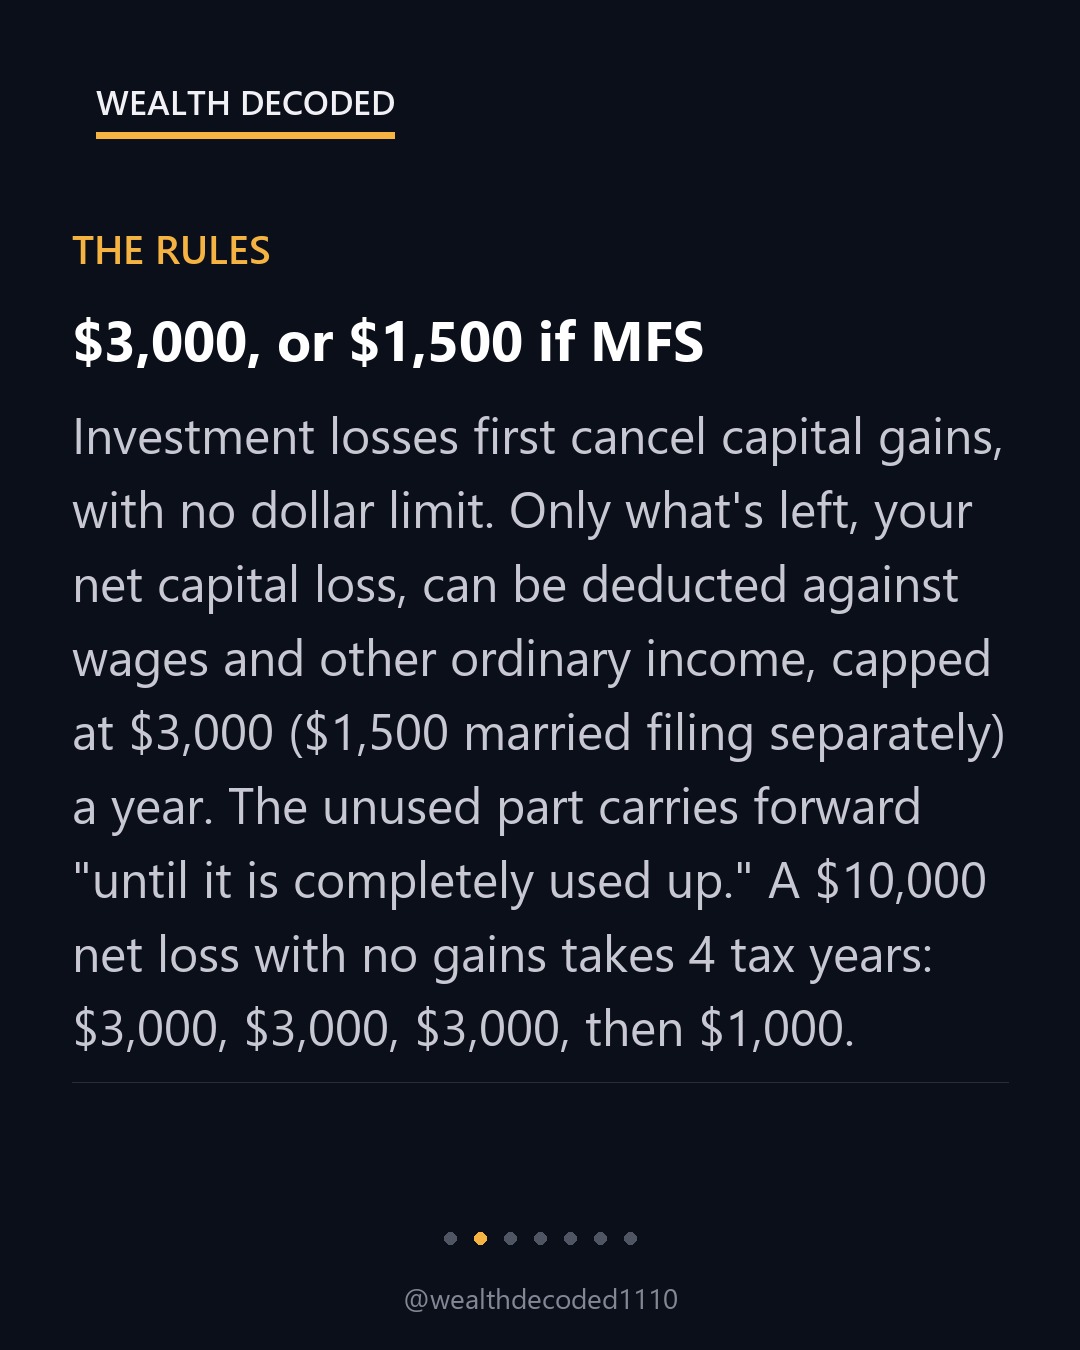 WEALTH DECODED
THE RULES
$3,000, or $1,500 if MFS
Investment losses first cancel capital gains,
with no dollar limit. Only what's left, your
net capital loss, can be deducted against
wages and other ordinary income, capped
at $3,000 ($1,500 married filing separately)
a year. The unused part carries forward
"until it is completely used up." A $10,000
net loss with no gains takes 4 tax years:
$3,000, $3,000, $3,000, then $1,000.
@wealthdecoded1110